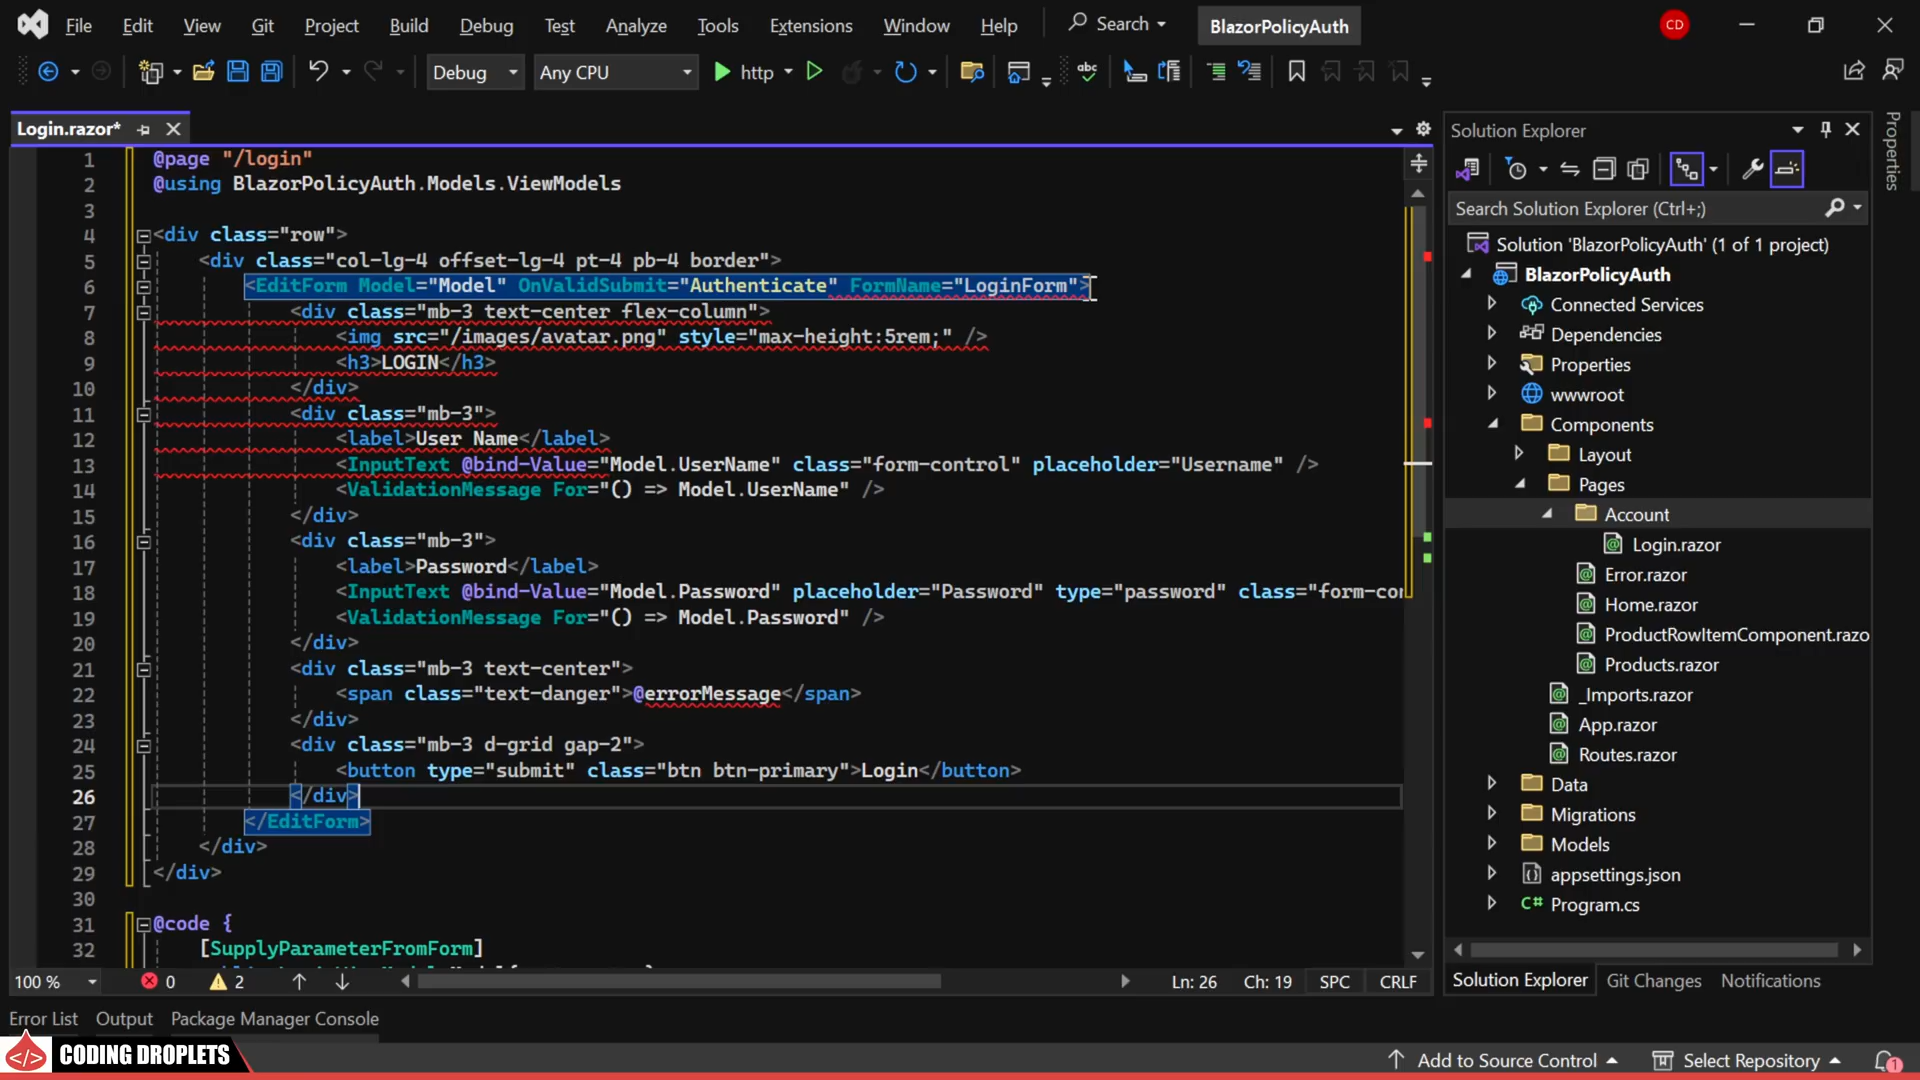 File Edit View Git Project Build Debug Test Analyze Tools Extensions Window Help Search BlazorPolicyAuth CD
Debug Any CPU http
Login.razor*
1 @page "/login"
2 @using BlazorPolicyAuth.Models.ViewModels
3
4 <div class="row">
5 <div class="col-lg-4 offset-lg-4 pt-4 pb-4 border">
6 <EditForm Model="Model" OnValidSubmit="Authenticate" FormName="LoginForm">
7 <div class="mb-3 text-center flex-column">
8 <img src="/images/avatar.png" style="max-height:5rem;" />
9 <h3>LOGIN</h3>
10 </div>
11 <div class="mb-3">
12 <label>User Name</label>
13 <InputText @bind-Value="Model.UserName" class="form-control" placeholder="Username" />
14 <ValidationMessage For="() => Model.UserName" />
15 </div>
16 <div class="mb-3">
17 <label>Password</label>
18 <InputText @bind-Value="Model.Password" placeholder="Password" type="password" class="form-con
19 <ValidationMessage For="() => Model.Password" />
20 </div>
21 <div class="mb-3 text-center">
22 <span class="text-danger">@errorMessage</span>
23 </div>
24 <div class="mb-3 d-grid gap-2">
25 <button type="submit" class="btn btn-primary">Login</button>
26 </div>
27 </EditForm>
28 </div>
29 </div>
30
31 @code {
32 [SupplyParameterFromForm]
100 % 0 2 Ln: 26 Ch: 19 SPC CRLF
Solution Explorer
Search Solution Explorer (Ctrl+;)
Solution 'BlazorPolicyAuth' (1 of 1 project)
BlazorPolicyAuth
Connected Services
Dependencies
Properties
wwwroot
Components
Layout
Pages
Account
Login.razor
Error.razor
Home.razor
ProductRowItemComponent.razo
Products.razor
_Imports.razor
App.razor
Routes.razor
Data
Migrations
Models
appsettings.json
C# Program.cs
Solution Explorer Git Changes Notifications
Properties
Error List Output Package Manager Console
CODING DROPLETS
Add to Source Control Select Repository 1